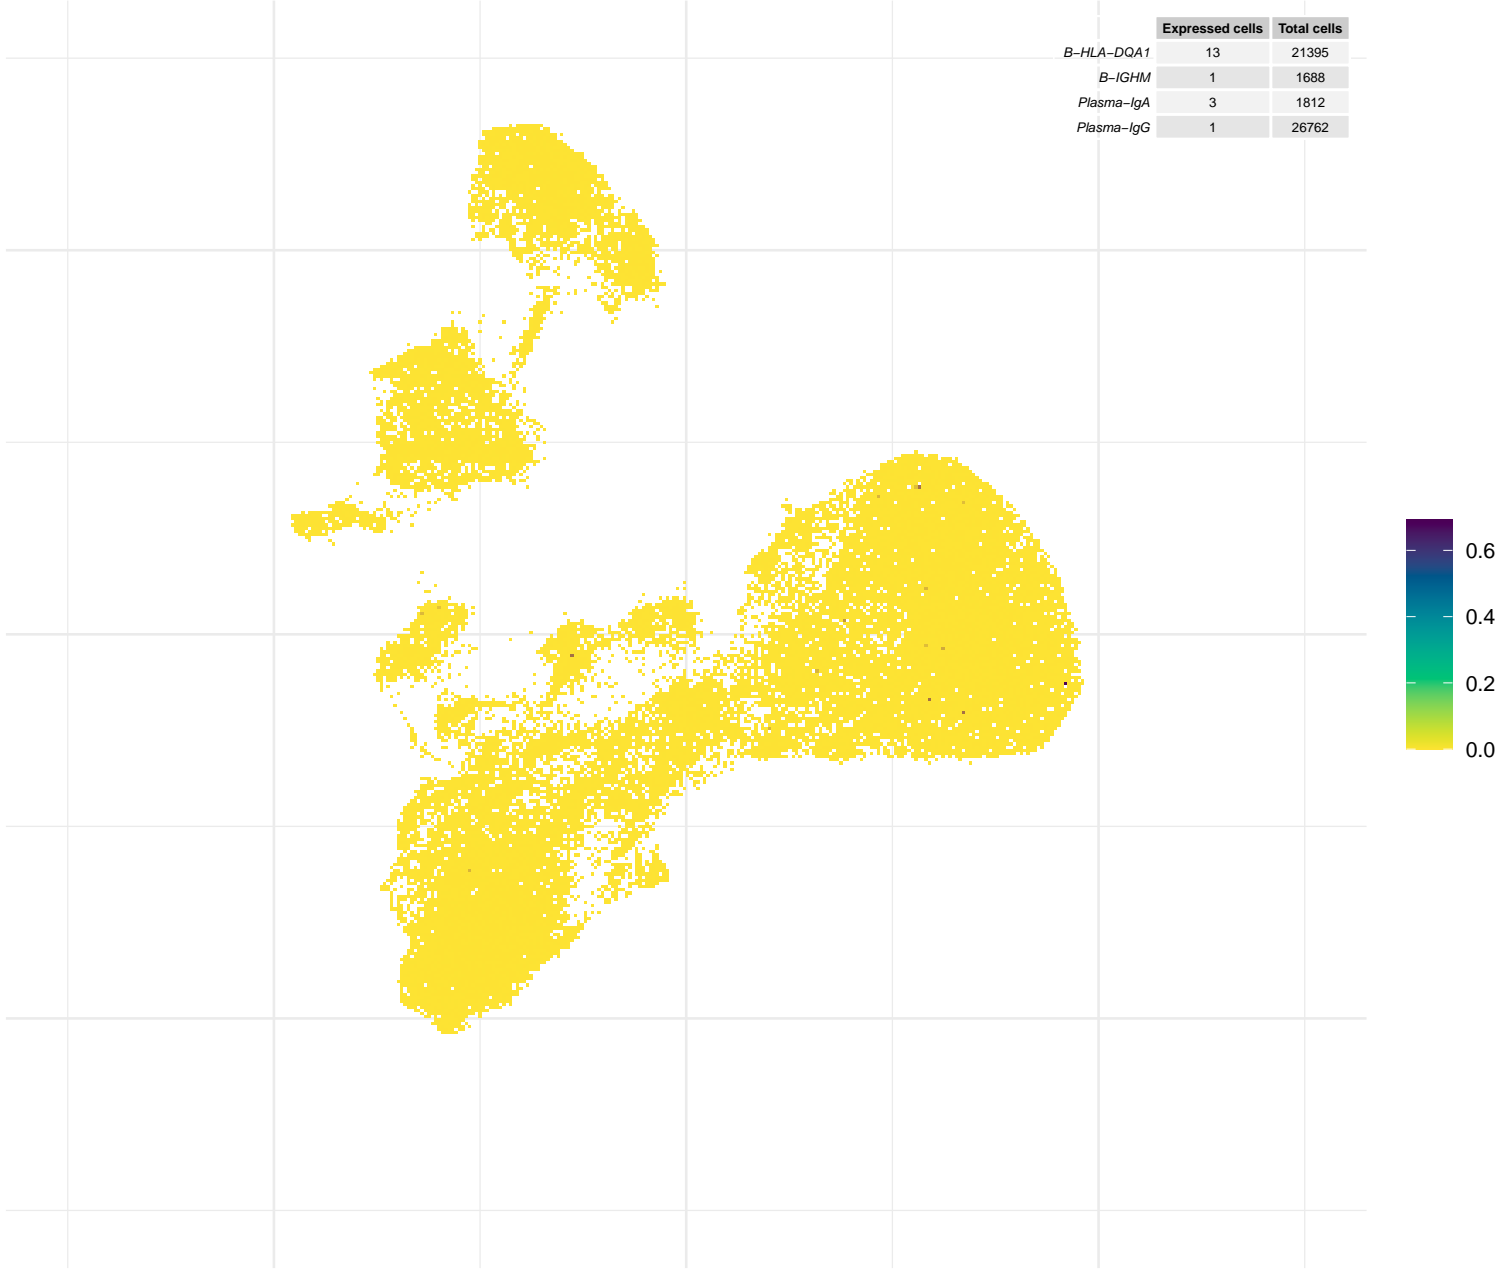 Expressed cells Total cells
B−HLA−DQA1 13 21395
B−IGHM 1 1688
Plasma−IgA 3 1812
Plasma−IgG 1 26762
0.6
0.4
0.2
0.0